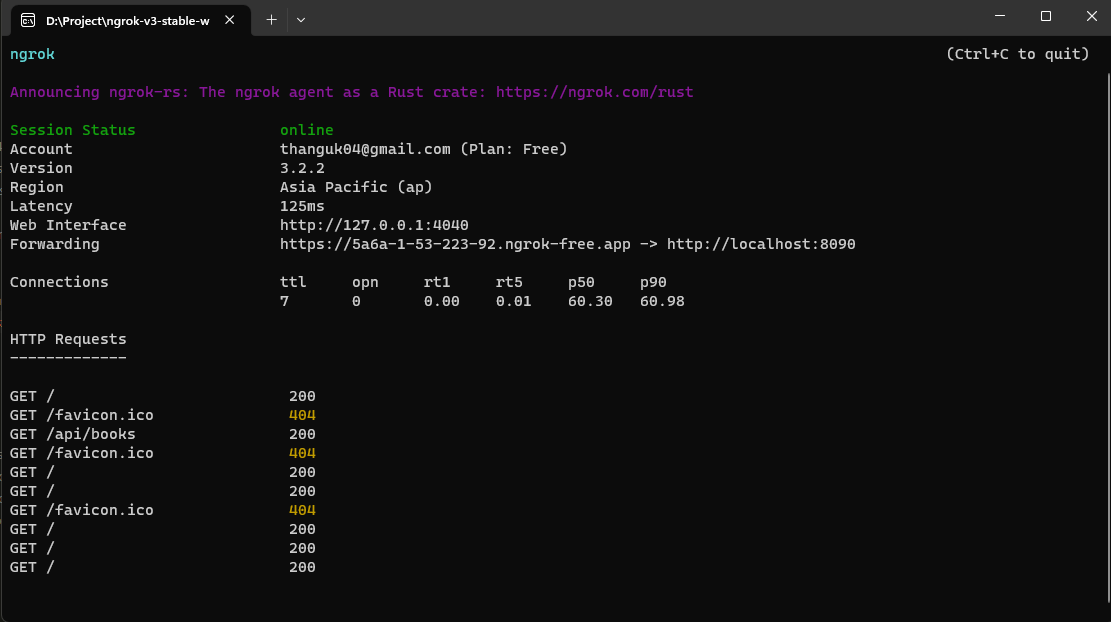 D:\Project\ngrok-v3-stable-w
ngrok (Ctrl+C to quit)
Announcing ngrok-rs: The ngrok agent as a Rust crate: https://ngrok.com/rust
Session Status online
Account thanguk04@gmail.com (Plan: Free)
Version 3.2.2
Region Asia Pacific (ap)
Latency 125ms
Web Interface http://127.0.0.1:4040
Forwarding https://5a6a-1-53-223-92.ngrok-free.app -> http://localhost:8090
Connections ttl opn rt1 rt5 p50 p90
7 0 0.00 0.01 60.30 60.98
HTTP Requests
-------------
GET / 200
GET /favicon.ico 404
GET /api/books 200
GET /favicon.ico 404
GET / 200
GET / 200
GET /favicon.ico 404
GET / 200
GET / 200
GET / 200